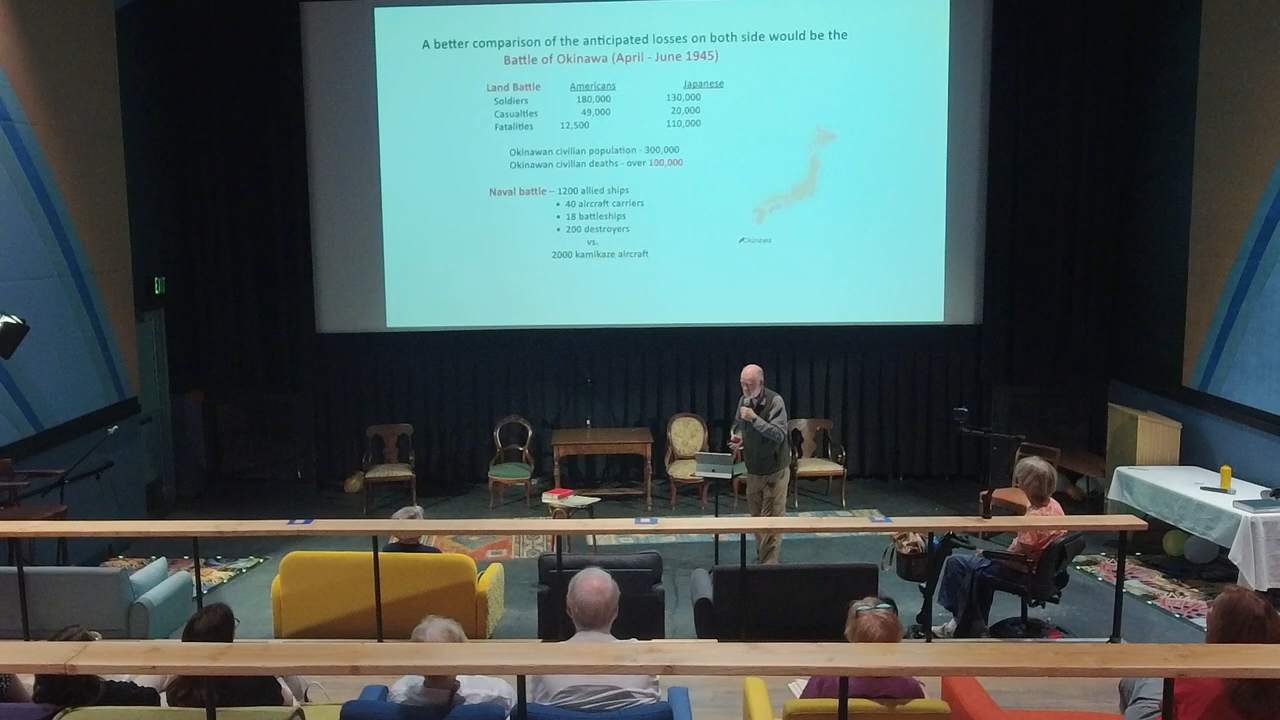 A better comparison of the anticipated losses on both side would be the
Battle of Okinawa (April - June 1945)
Land Battle Americans Japanese
Soldiers 180,000 130,000
Casualties 49,000 20,000
Fatalities 12,500 110,000
Okinawan civilian population - 300,000
Okinawan civilian deaths - over 100,000
Naval battle – 1200 allied ships
• 40 aircraft carriers
• 18 battleships
• 200 destroyers
vs.
2000 kamikaze aircraft
Okinawa
EXIT